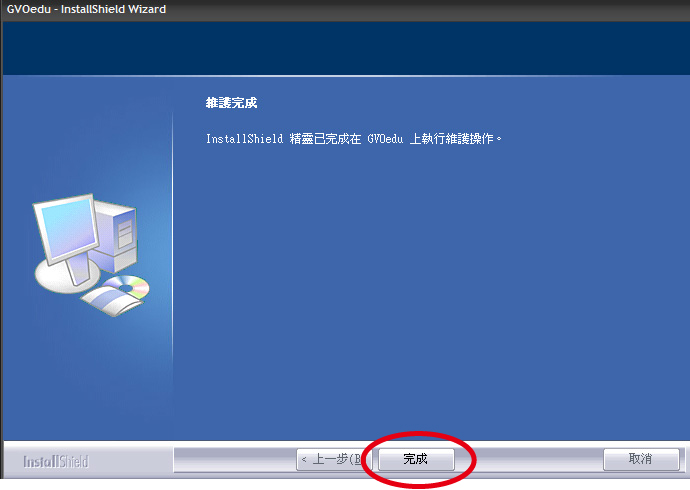 GVOedu - InstallShield Wizard
維護完成
InstallShield 精靈已完成在 GVOedu 上執行維護操作。
InstallShield
< 上一步(B
完成
取消